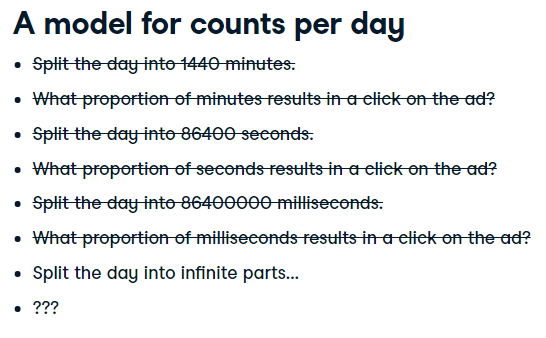 A model for counts per day
• Split the day into 1440 minutes.
• What proportion of minutes results in a click on the ad?
• Split the day into 86400 seconds.
• What proportion of seconds results in a click on the ad?
• Split the day into 86400000 milliseconds.
• What proportion of milliseconds results in a click on the ad?
• Split the day into infinite parts...
• ???